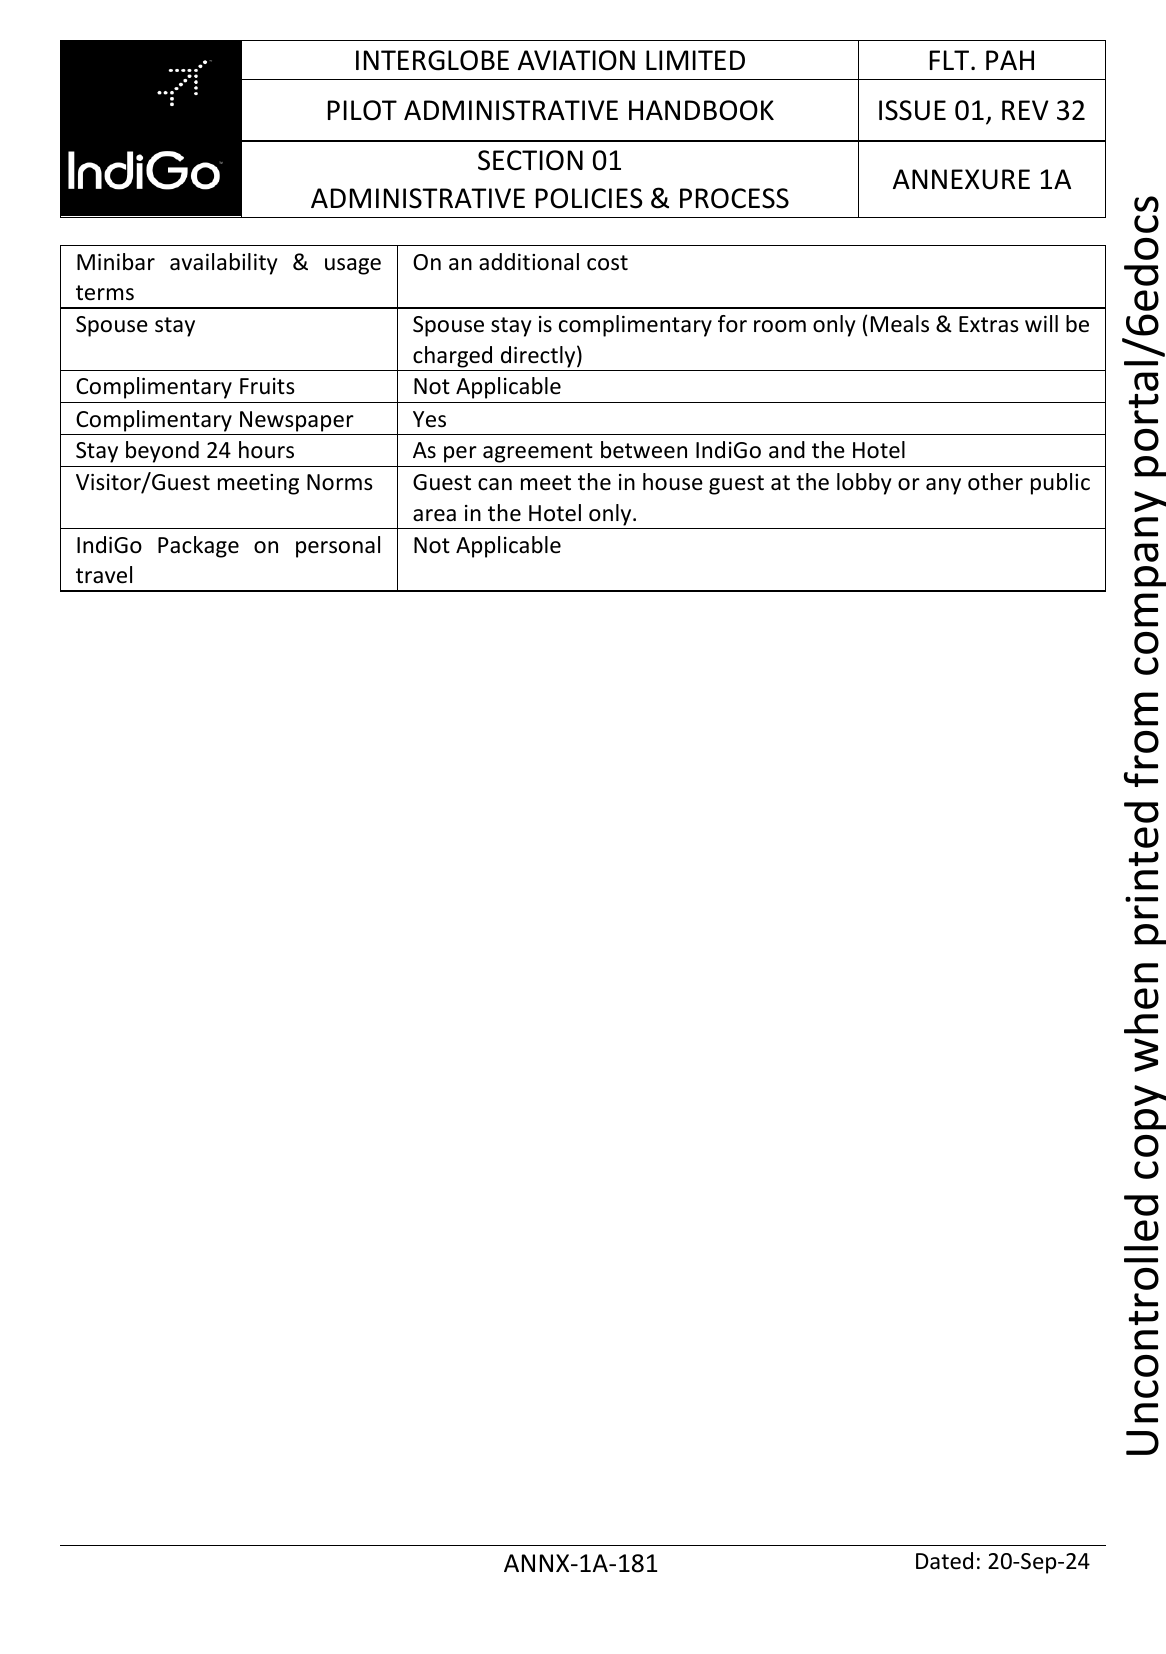 INTERGLOBE AVIATION LIMITED
FLT. PAH
PILOT ADMINISTRATIVE HANDBOOK
ISSUE 01, REV 32
IndiGo
SECTION 01
ADMINISTRATIVE POLICIES & PROCESS
ANNEXURE 1A
Minibar availability & usage
terms
On an additional cost
Spouse stay
Spouse stay is complimentary for room only (Meals & Extras will be
charged directly)
Complimentary Fruits
Not Applicable
Complimentary Newspaper
Yes
Stay beyond 24 hours
As per agreement between IndiGo and the Hotel
Visitor/Guest meeting Norms
Guest can meet the in house guest at the lobby or any other public
area in the Hotel only.
IndiGo Package on personal
travel
Not Applicable
Uncontrolled copy when printed from company portal/6edocs
ANNX-1A-181
Dated: 20-Sep-24